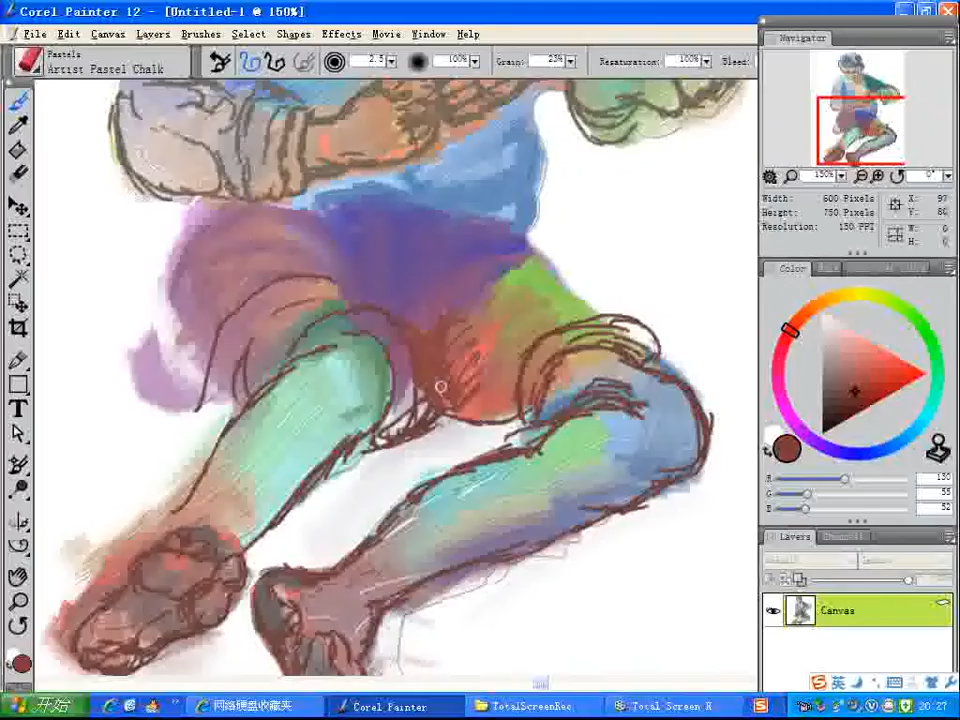 Corel Painter 12 - [Untitled-1 @ 150%]
File Edit Canvas Layers Brushes Select Shapes Effects Movie Window Help
Pastels
Artist Pastel Chalk
2.5 100% Grain: 23% Resaturation: 100% Bleed:
Navigator
150% 0°
Width: 600 Pixels X: 97
Height: 750 Pixels Y: 80
Resolution: 150 PPI W: 0
H: 0
Color
R 130
G 55
B 52
Layers
Canvas
英
开始 网络硬盘收藏夹 Corel Painter TotalScreenRec Total Screen R 20:27